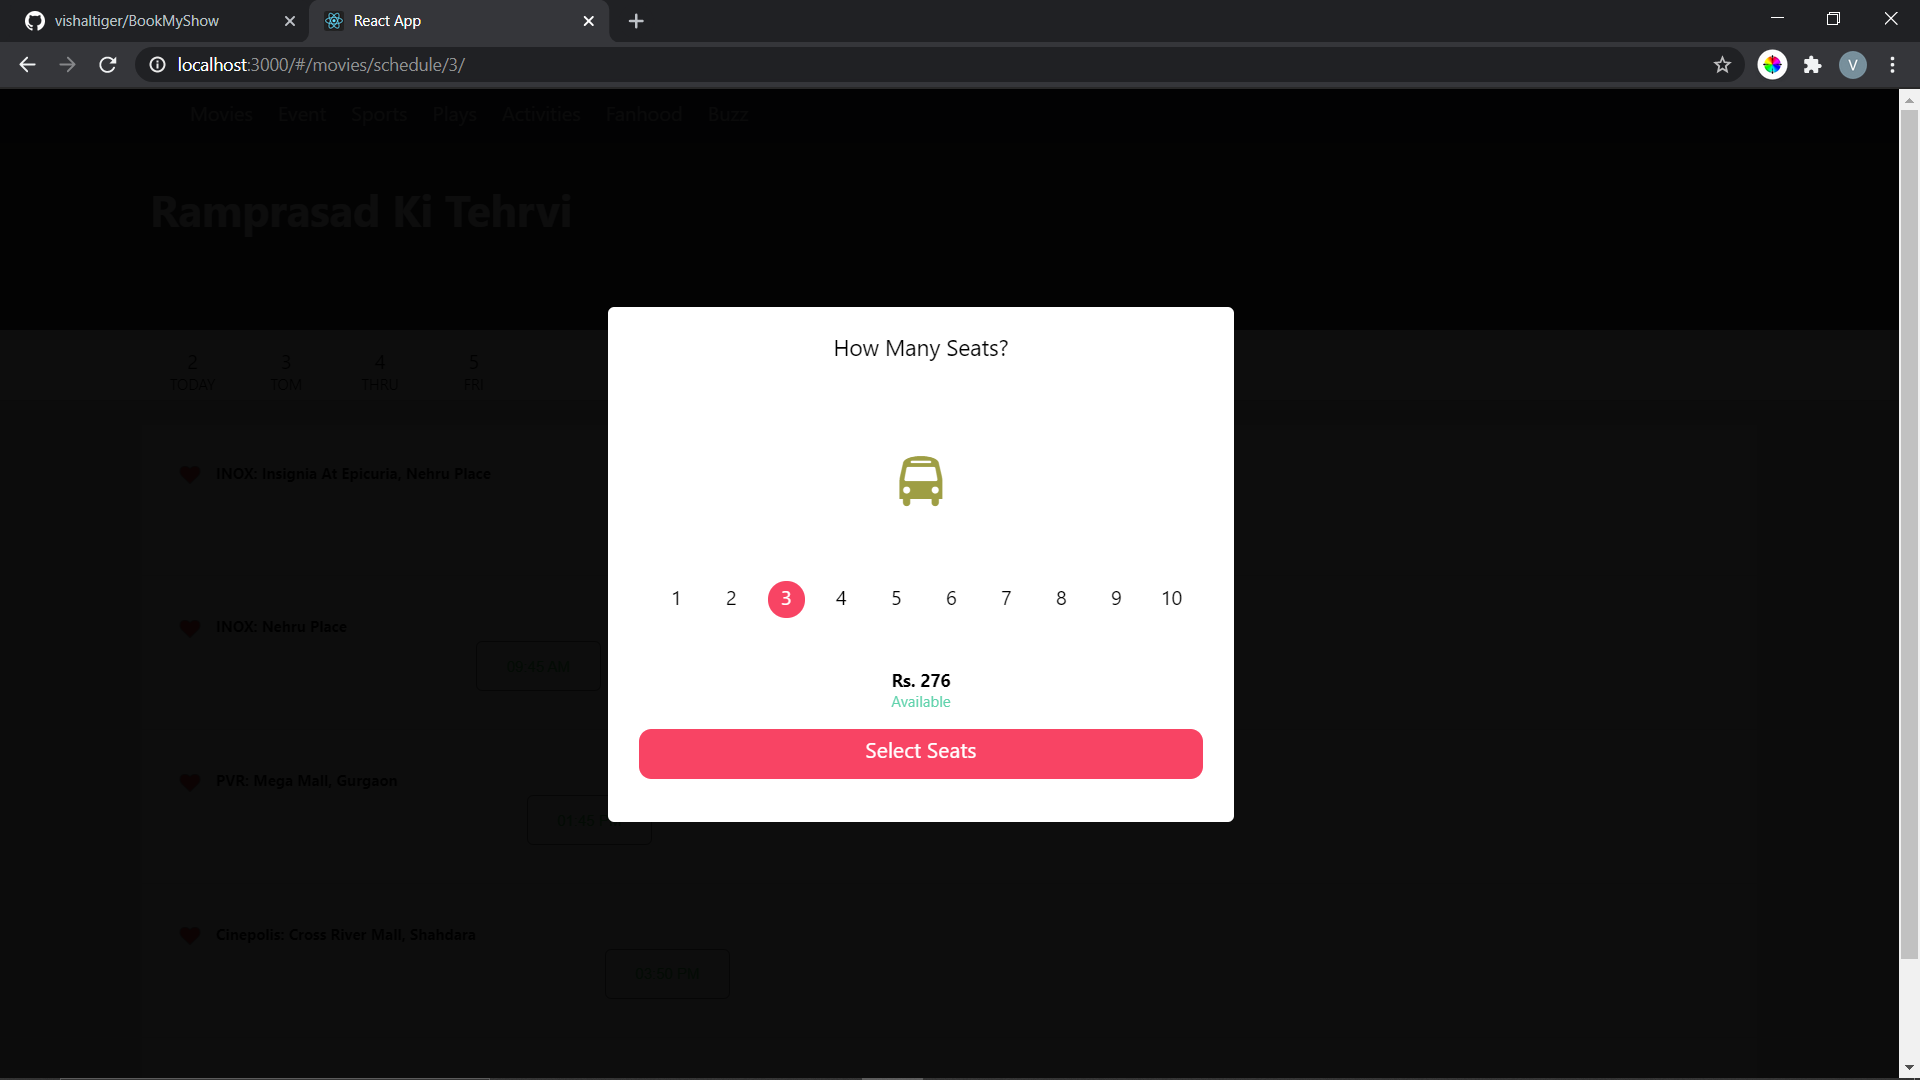 vishaltiger/BookMyShow
React App
localhost:3000/#/movies/schedule/3/
V
Movies Event Sports Plays Activities Fanhood Buzz
Ramprasad Ki Tehrvi
2 3 4 5
TODAY TOM THRU FRI
How Many Seats?
1 2 3 4 5 6 7 8 9 10
Rs. 276
Available
Select Seats
INOX: Insignia At Epicuria, Nehru Place
INOX: Nehru Place
PVR: Mega Mall, Gurgaon
Cinepolis: Cross River Mall, Shahdara